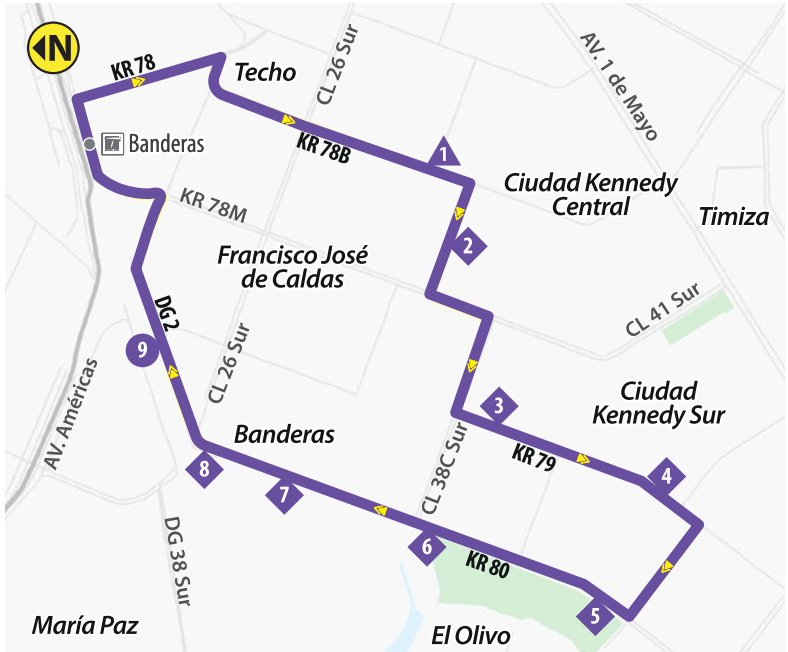 N
KR 78
Techo
CL 26 Sur
AV. 1 de Mayo
Banderas
KR 78B
1
Ciudad Kennedy
Central
KR 78M
2
Timiza
Francisco José
de Caldas
DG 2
CL 41 Sur
9
CL 26 Sur
AV. Américas
Ciudad
Kennedy Sur
3
Banderas
KR 79
4
8
CL 38C Sur
7
DG 38 Sur
6
KR 80
5
María Paz
El Olivo